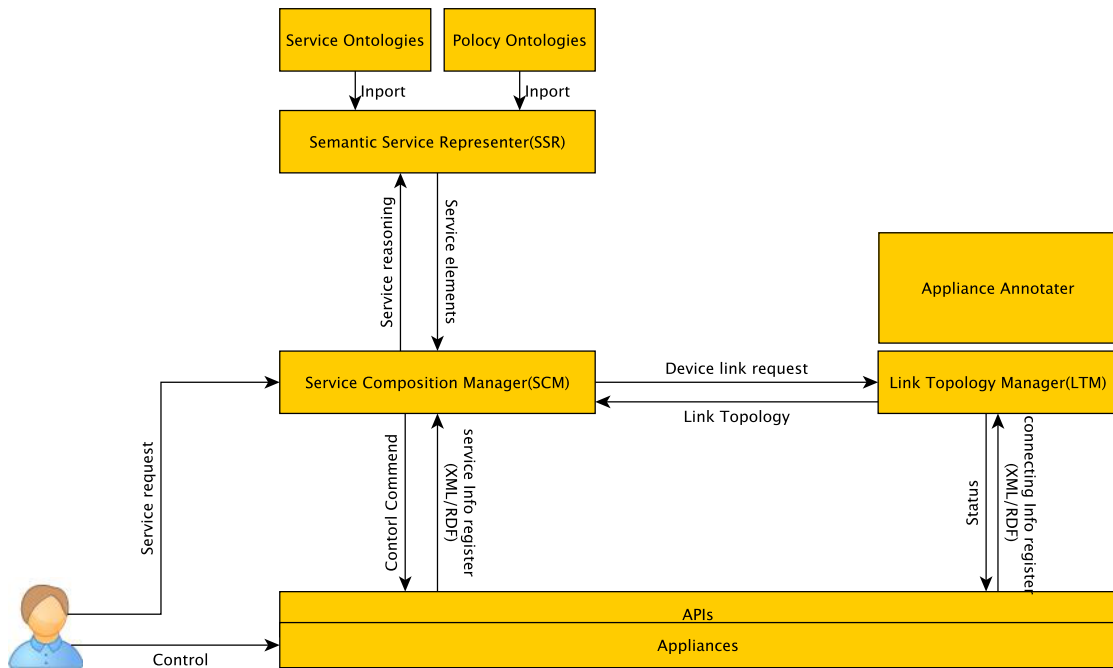 Service Ontologies
Polocy Ontologies
Inport
Inport
Semantic Service Representer(SSR)
Service reasoning
Service elements
Appliance Annotater
Service Composition Manager(SCM)
Device link request
Link Topology
Link Topology Manager(LTM)
Service request
Contorl Commend
service Info register
(XML/RDF)
Status
connecting Info register
(XML/RDF)
APIs
Appliances
Control